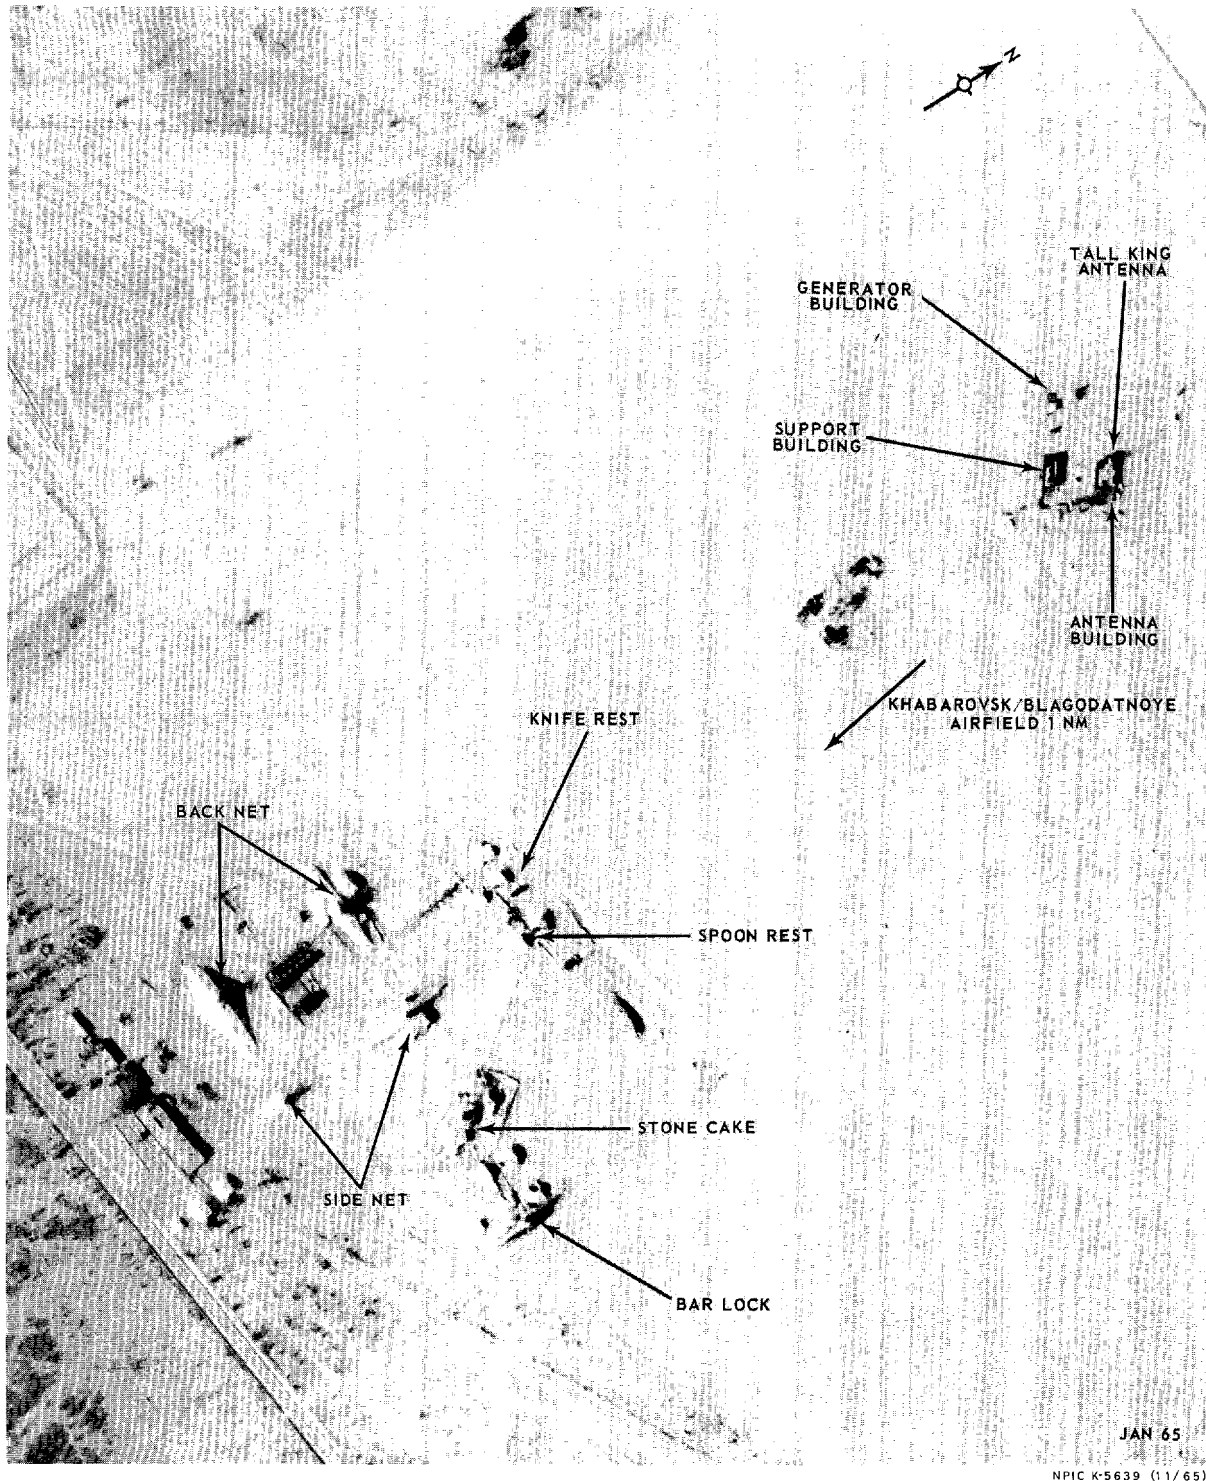 N
TALL KING
ANTENNA
GENERATOR
BUILDING
SUPPORT
BUILDING
ANTENNA
BUILDING
KHABAROVSK/BLAGODATNOYE
AIRFIELD 1 NM
KNIFE REST
BACK NET
SPOON REST
STONE CAKE
SIDE NET
BAR LOCK
JAN 65
NPIC K-5639 (11/65)